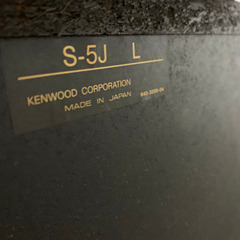 S-5J L
KENWOOD CORPORATION
MADE IN JAPAN